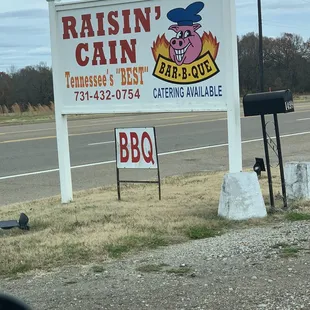 RAISIN'
CAIN
Tennessee's "BEST"
731-432-0754
BAR-B-QUE
CATERING AVAILABLE
BBQ